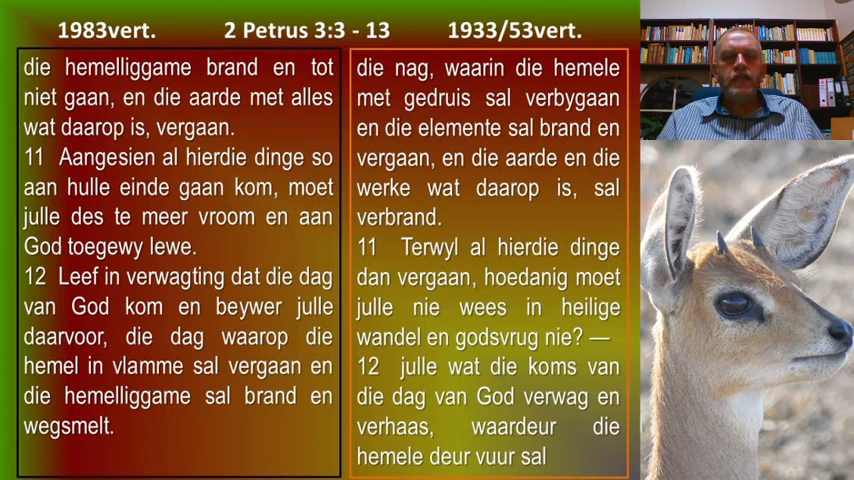 1983vert. 2 Petrus 3:3 - 13 1933/53vert.
die hemelliggame brand en tot
niet gaan, en die aarde met alles
wat daarop is, vergaan.
11 Aangesien al hierdie dinge so
aan hulle einde gaan kom, moet
julle des te meer vroom en aan
God toegewy lewe.
12 Leef in verwagting dat die dag
van God kom en beywer julle
daarvoor, die dag waarop die
hemel in vlamme sal vergaan en
die hemelliggame sal brand en
wegsmelt.
die nag, waarin die hemele
met gedruis sal verbygaan
en die elemente sal brand en
vergaan, en die aarde en die
werke wat daarop is, sal
verbrand.
11 Terwyl al hierdie dinge
dan vergaan, hoedanig moet
julle nie wees in heilige
wandel en godsvrug nie? —
12 julle wat die koms van
die dag van God verwag en
verhaas, waardeur die
hemele deur vuur sal